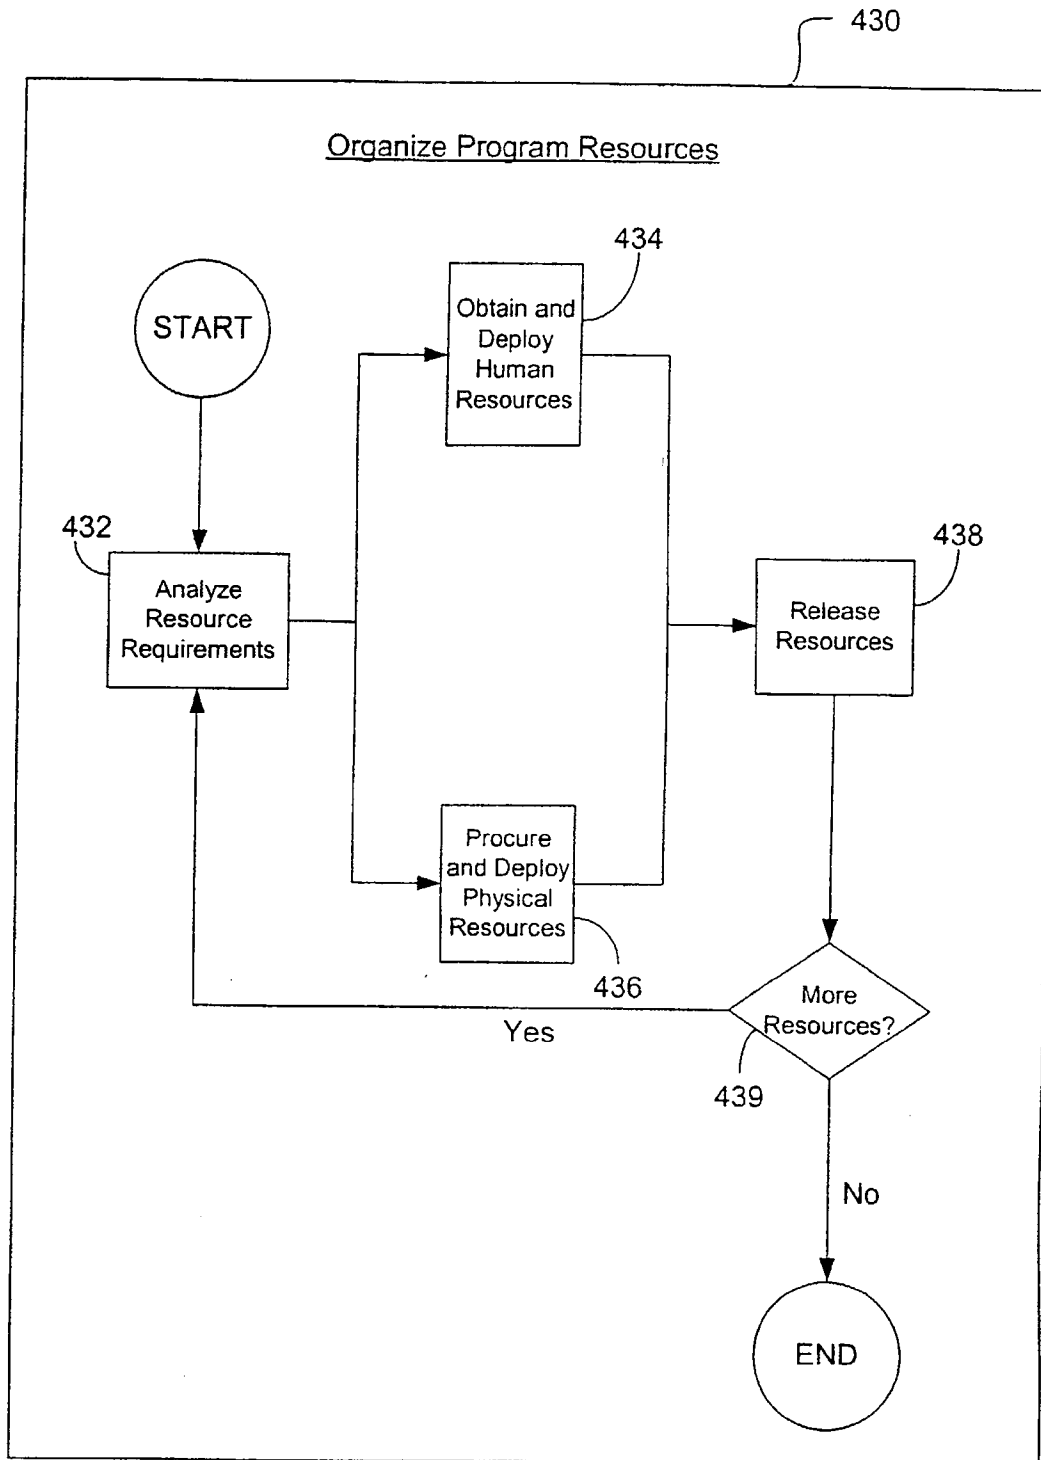 430
Organize Program Resources
434
START
Obtain and
Deploy
Human
Resources
432
Analyze
Resource
Requirements
438
Release
Resources
Procure
and Deploy
Physical
Resources
436
More
Resources?
Yes
439
No
END